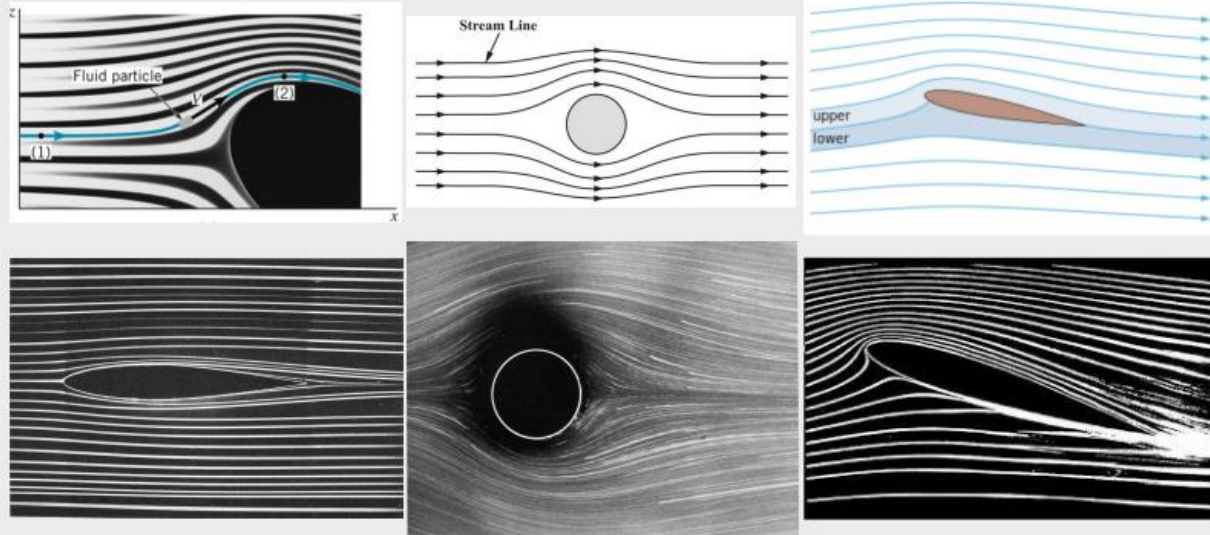 z
Fluid particle
V
(2)
(1)
x
Stream Line
upper
lower